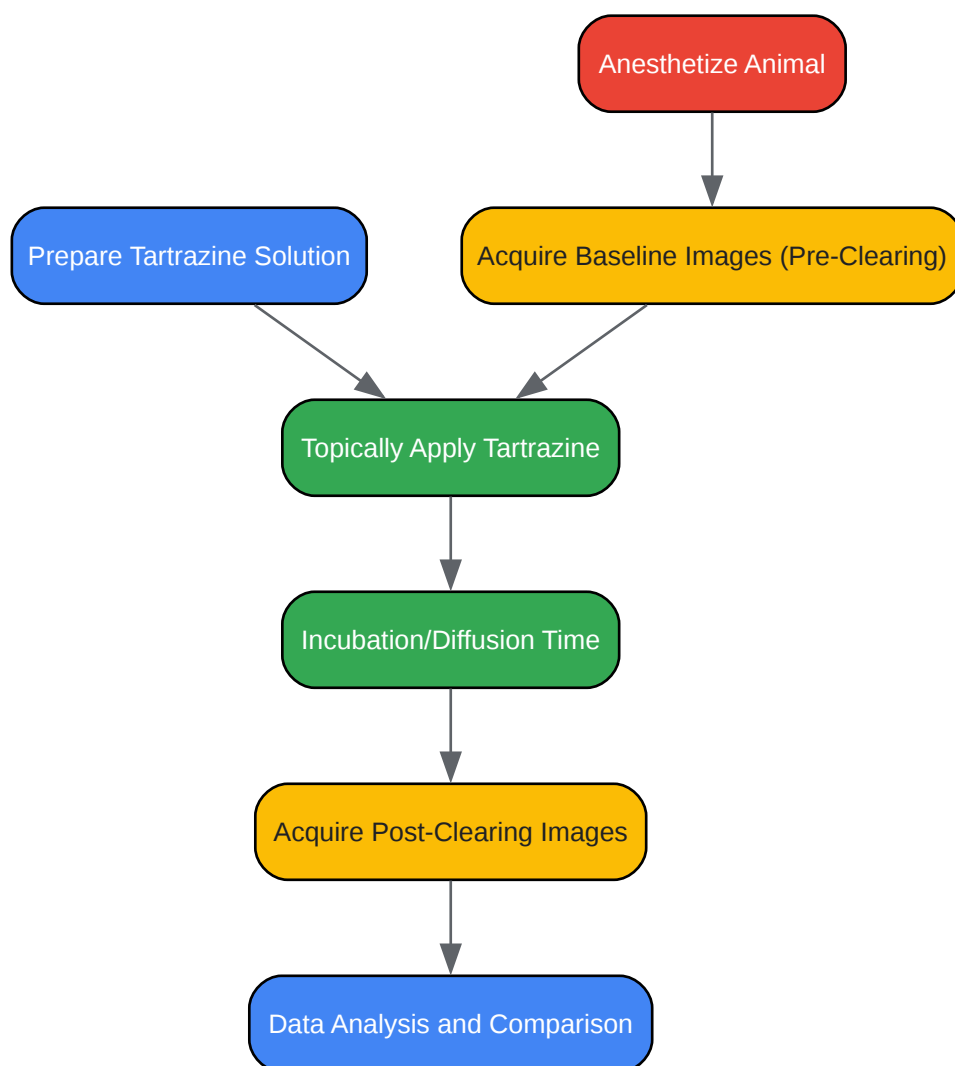 Anesthetize Animal
Prepare Tartrazine Solution
Acquire Baseline Images (Pre-Clearing)
Topically Apply Tartrazine
Incubation/Diffusion Time
Acquire Post-Clearing Images
Data Analysis and Comparison